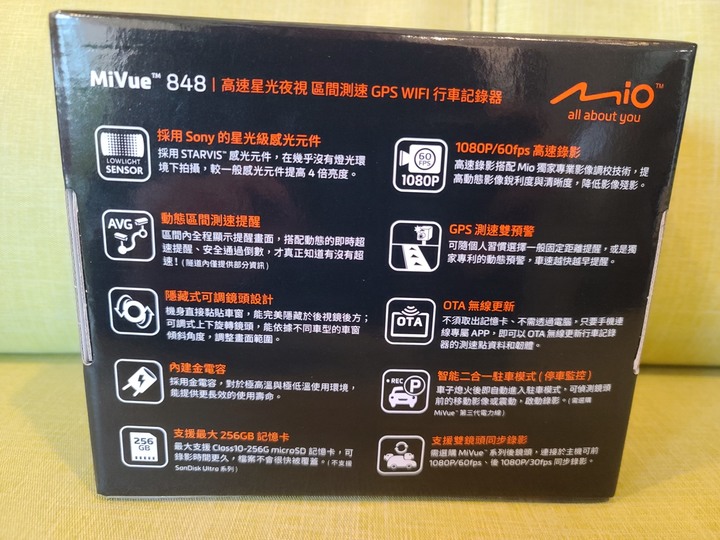 MiVue™ 848 | 高速星光夜視 區間測速 GPS WIFI 行車記錄器
Mio™
all about you
LOWLIGHT
SENSOR
採用 Sony 的星光級感光元件
採用 STARVIS™ 感光元件，在幾乎沒有燈光環
境下拍攝，較一般感光元件提高 4 倍亮度。
AVG
動態區間測速提醒
區間內全程顯示提醒畫面，搭配動態的即時超
速提醒、安全通過倒數，才真正知道有沒有超
速！(隧道內僅提供部分資訊)
隱藏式可調鏡頭設計
機身直接黏貼車窗，能完美隱藏於後視鏡後方；
可調式上下旋轉鏡頭，能依據不同車型的車窗
傾斜角度，調整畫面範圍。
內建金電容
採用金電容，對於極高溫與極低溫使用環境，
能提供更長效的使用壽命。
256
GB
支援最大 256GB 記憶卡
最大支援 Class10-256G microSD 記憶卡，可
錄影時間更久，檔案不會很快被覆蓋。(不支援
SanDisk Ultra 系列)
60
FPS
1080P
1080P/60fps 高速錄影
高速錄影搭配 Mio 獨家專業影像調校技術，提
高動態影像銳利度與清晰度，降低影像殘影。
GPS 測速雙預警
可隨個人習慣選擇一般固定距離提醒，或是獨
家專利的動態預警，車速越快越早提醒。
OTA
OTA 無線更新
不須取出記憶卡、不需透過電腦，只要手機連
線專屬 APP，即可以 OTA 無線更新行車記錄
器的測速點資料和韌體。
REC P
智能二合一駐車模式 (停車監控)
車子熄火後即自動進入駐車模式，可偵測鏡頭
前的移動影像或震動，啟動錄影。(需選購
MiVue™ 第三代電力線)
支援雙鏡頭同步錄影
需選購 MiVue™ 系列後鏡頭，連接於主機可前
1080P/60fps、後 1080P/30fps 同步錄影。